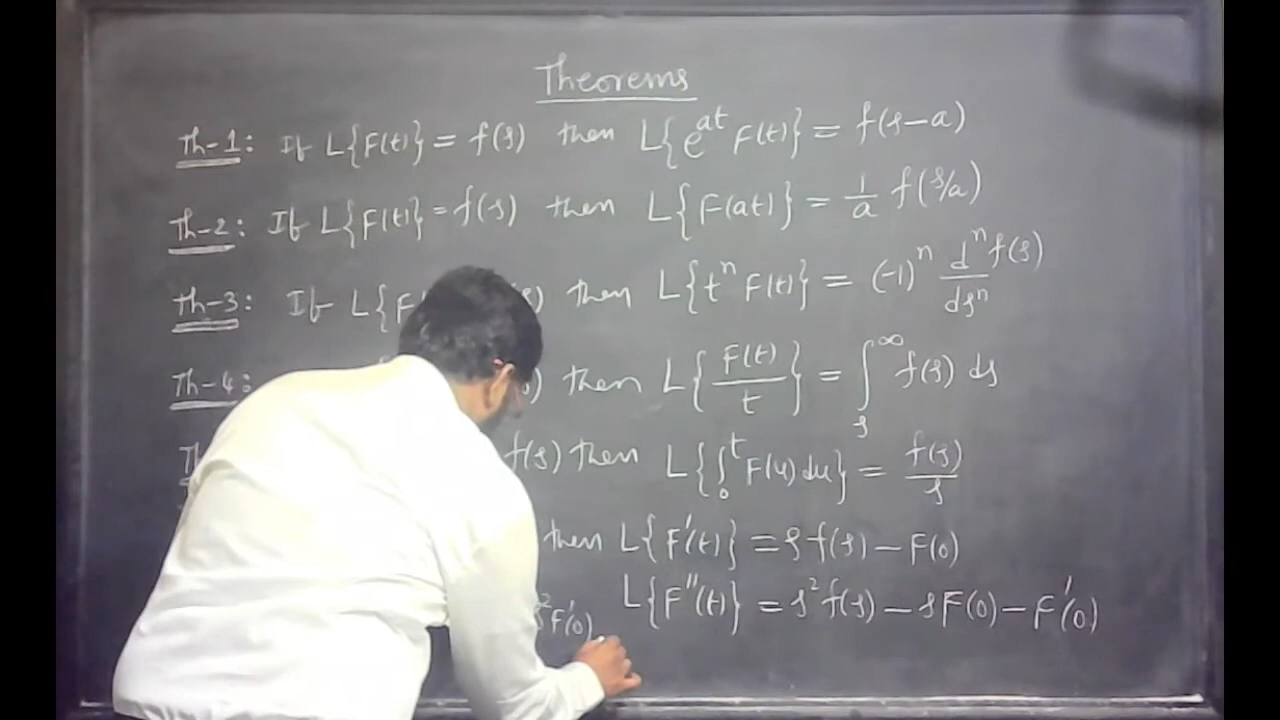 Theorems
Th-1: If L{F(t)} = f(s) then L{e^{at} F(t)} = f(s-a)
Th-2: If L{F(t)} = f(s) then L{F(at)} = 1/a f(s/a)
Th-3: If L{F s) then L{t^n F(t)} = (-1)^n d^n f(s)/ds^n
Th-4: ) then L{F(t)/t} = ∫_s^∞ f(s) ds
f(s) then L{∫_0^t F(u) du} = f(s)/s
then L{F'(t)} = s f(s) - F(0)
L{F''(t)} = s² f(s) - s F(0) - F'(0)
F'(0)